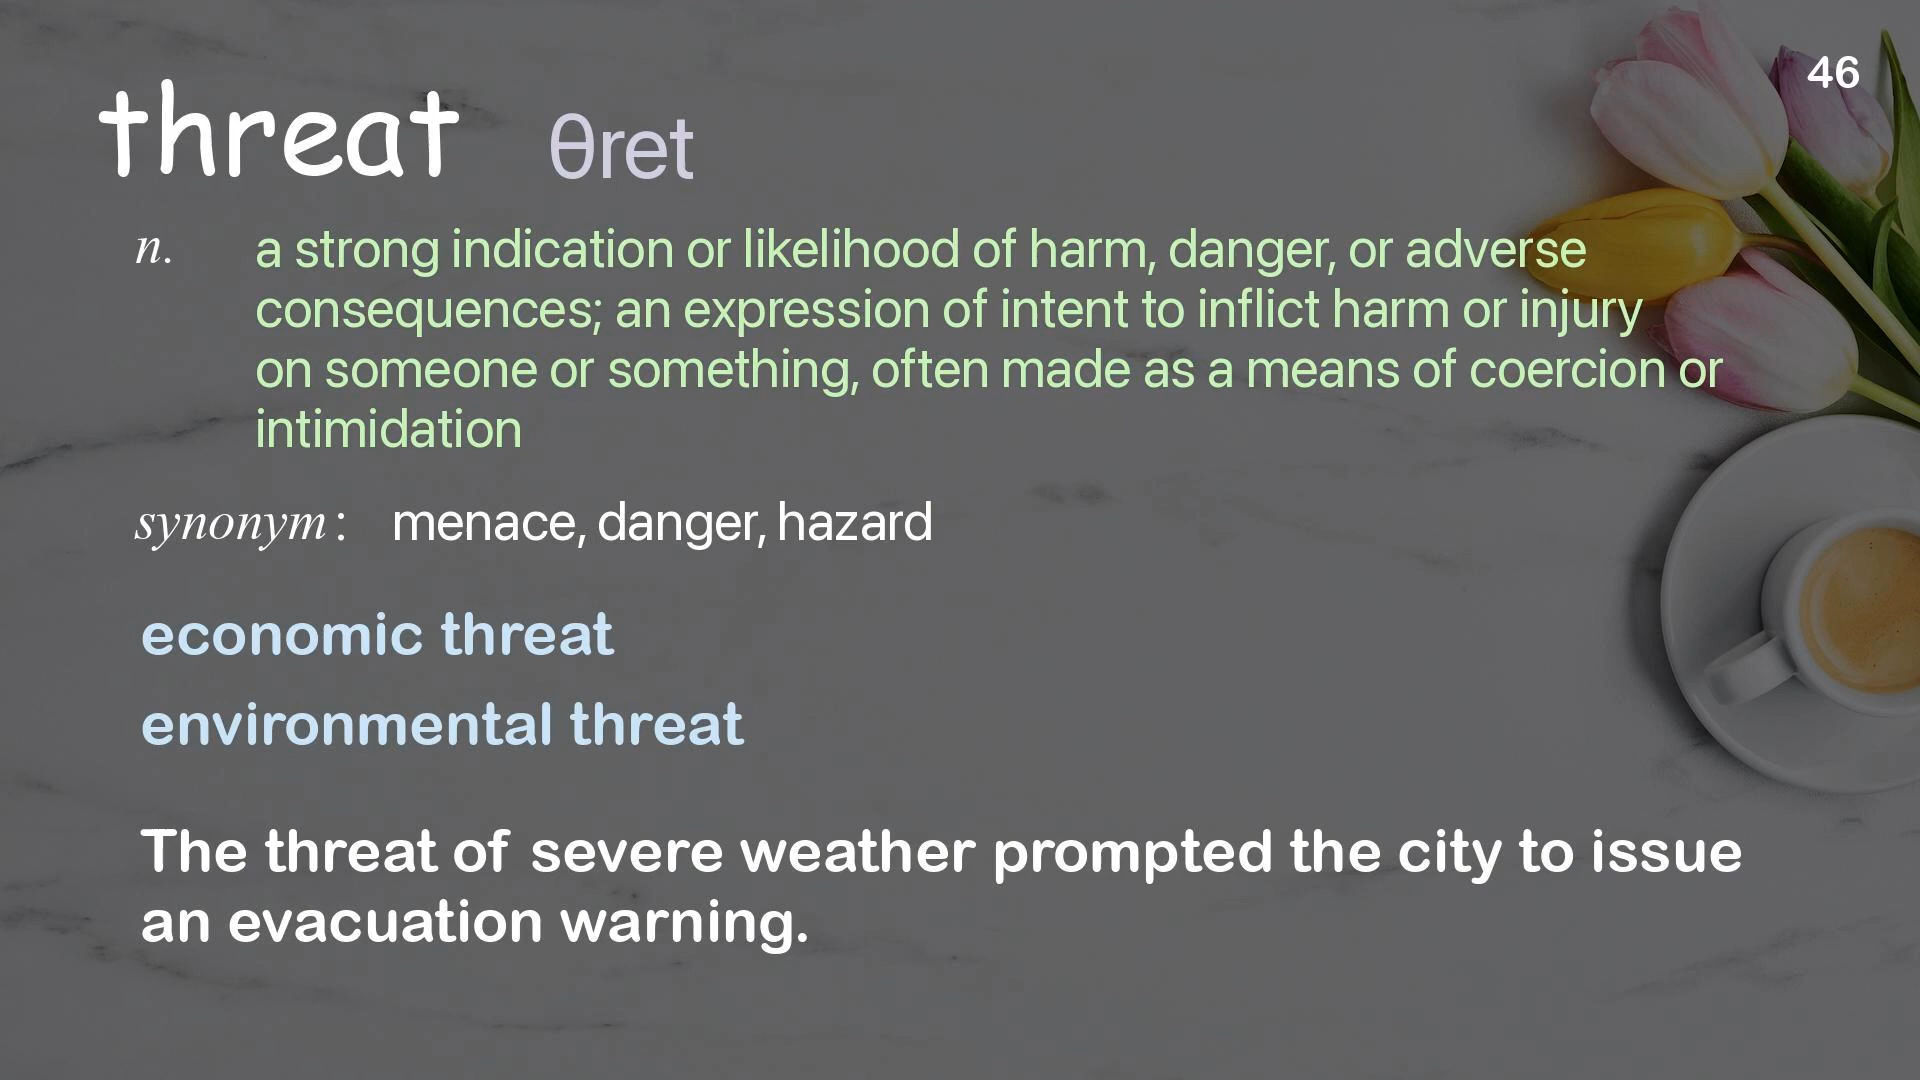 46
threat θret
n. a strong indication or likelihood of harm, danger, or adverse
consequences; an expression of intent to inflict harm or injury
on someone or something, often made as a means of coercion or
intimidation
synonym : menace, danger, hazard
economic threat
environmental threat
The threat of severe weather prompted the city to issue
an evacuation warning.